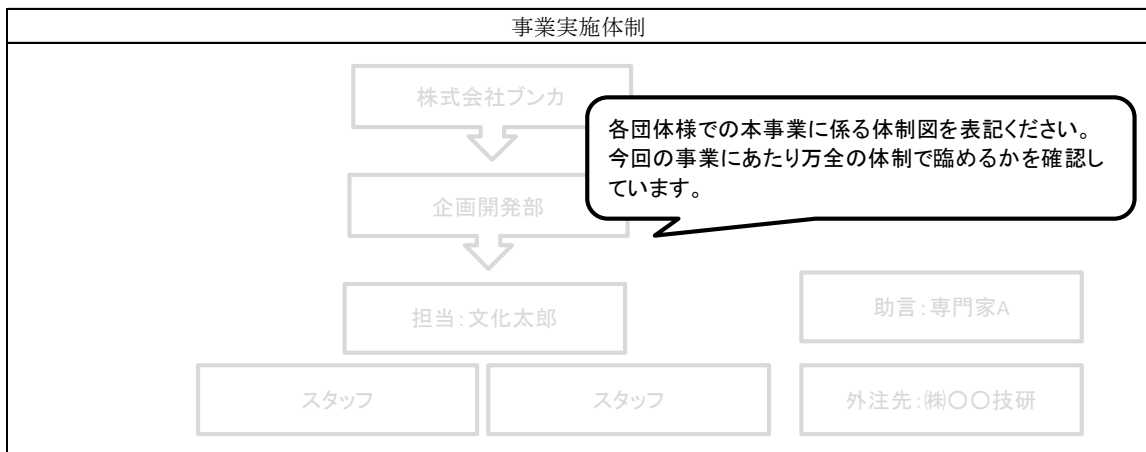 事業実施体制
株式会社ブンカ
各団体様での本事業に係る体制図を表記ください。
今回の事業にあたり万全の体制で臨めるかを確認し
ています。
企画開発部
担当：文化太郎
助言：専門家A
スタッフ
スタッフ
外注先：㈱〇〇技研